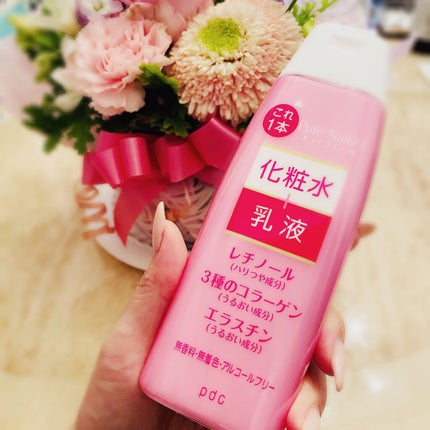 これ
1本
Pure Natural
化粧水
+
乳液
レチノール
(ハリつや成分)
3種のコラーゲン
(うるおい成分)
エラスチン
(うるおい成分)
無香料・無着色・アルコールフリー
pdc